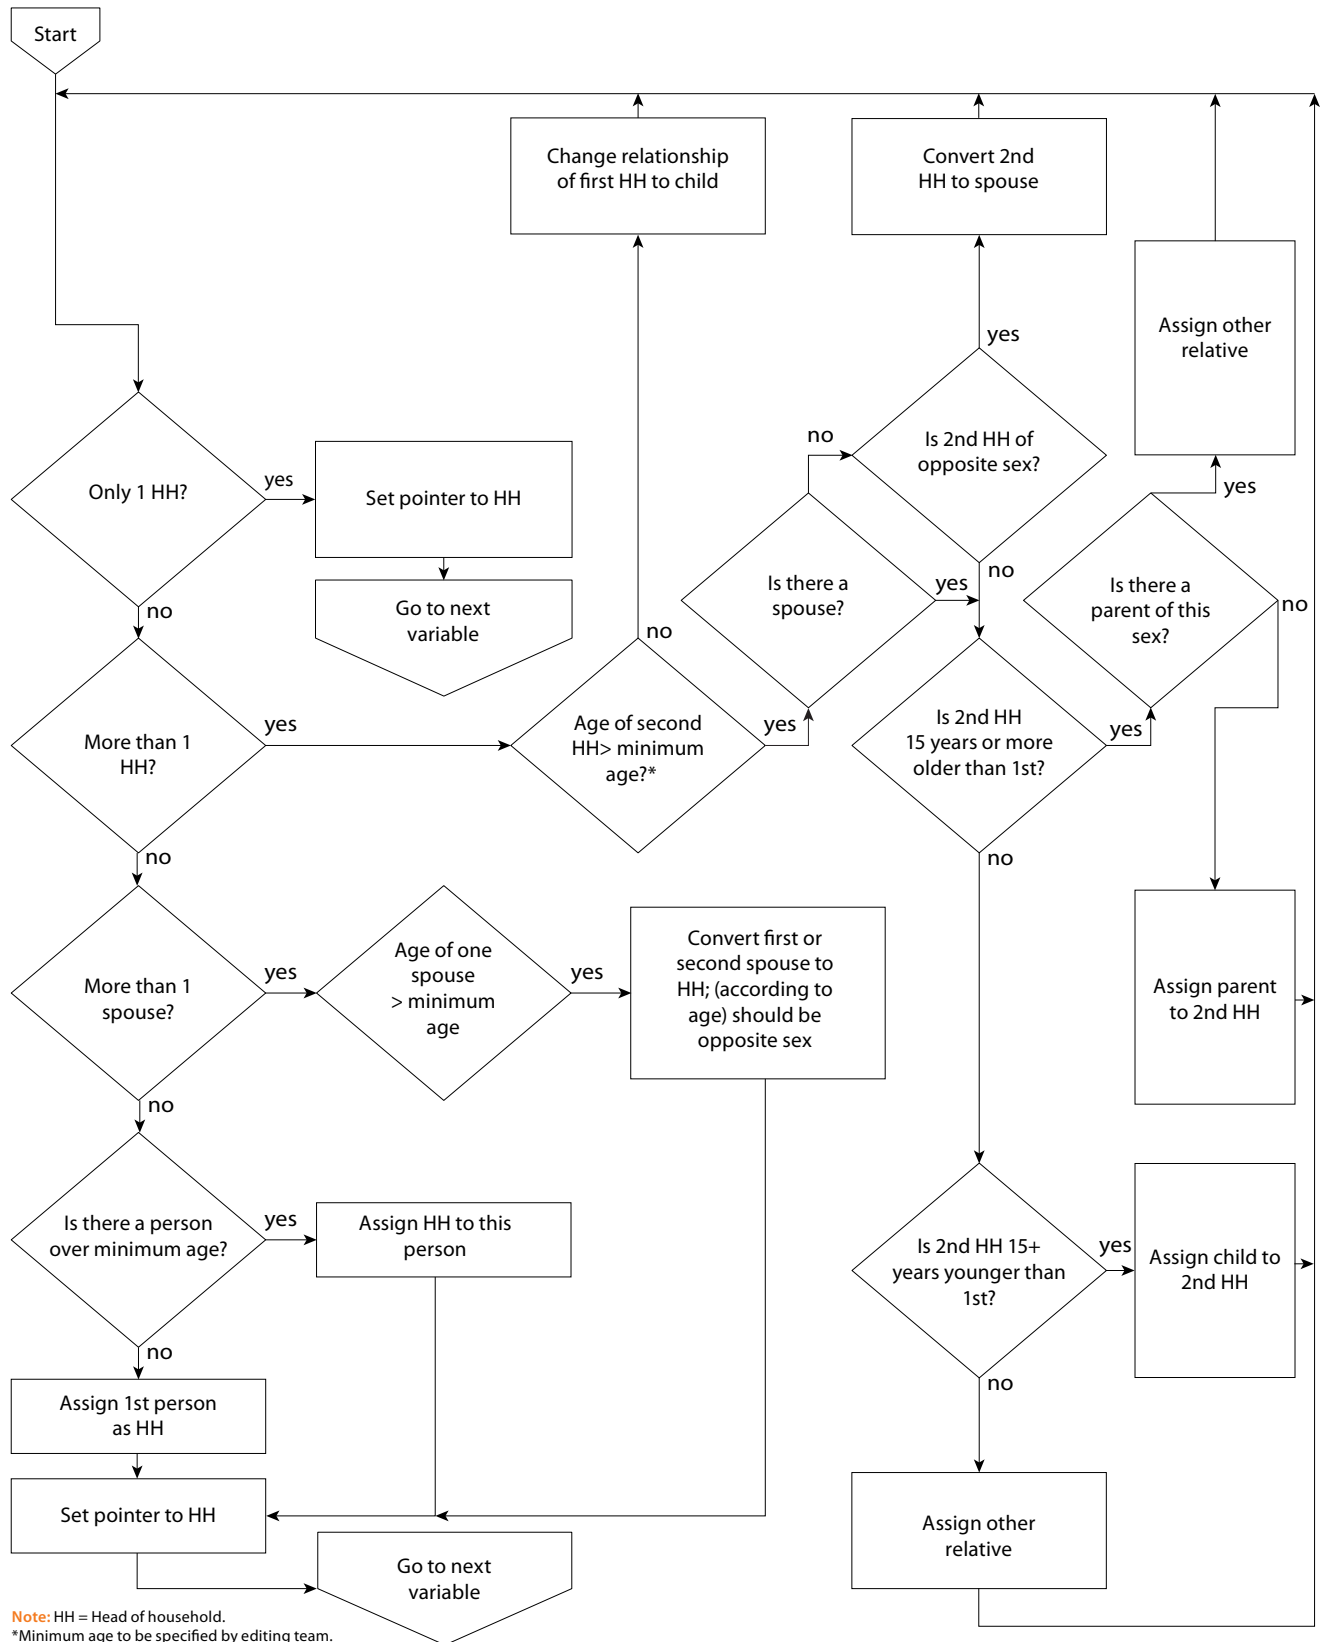 Start
Change relationship
of first HH to child
Convert 2nd
HH to spouse
Assign other
relative
yes
Is 2nd HH of
opposite sex?
no
no
Only 1 HH?
yes
Set pointer to HH
no
Go to next
variable
Is there a
spouse?
yes
Is there a
parent of this
sex?
yes
no
More than 1
HH?
yes
no
Age of second
HH> minimum
age?*
no
yes
Is 2nd HH
15 years or more
older than 1st?
yes
no
More than 1
spouse?
yes
no
Age of one
spouse
> minimum
age
yes
Convert first or
second spouse to
HH; (according to
age) should be
opposite sex
Assign parent
to 2nd HH
Is there a person
over minimum age?
yes
no
Assign HH to this
person
Is 2nd HH 15+
years younger than
1st?
yes
no
Assign child to
2nd HH
Assign 1st person
as HH
Set pointer to HH
Go to next
variable
Assign other
relative
Note: HH = Head of household.
*Minimum age to be specified by editing team.